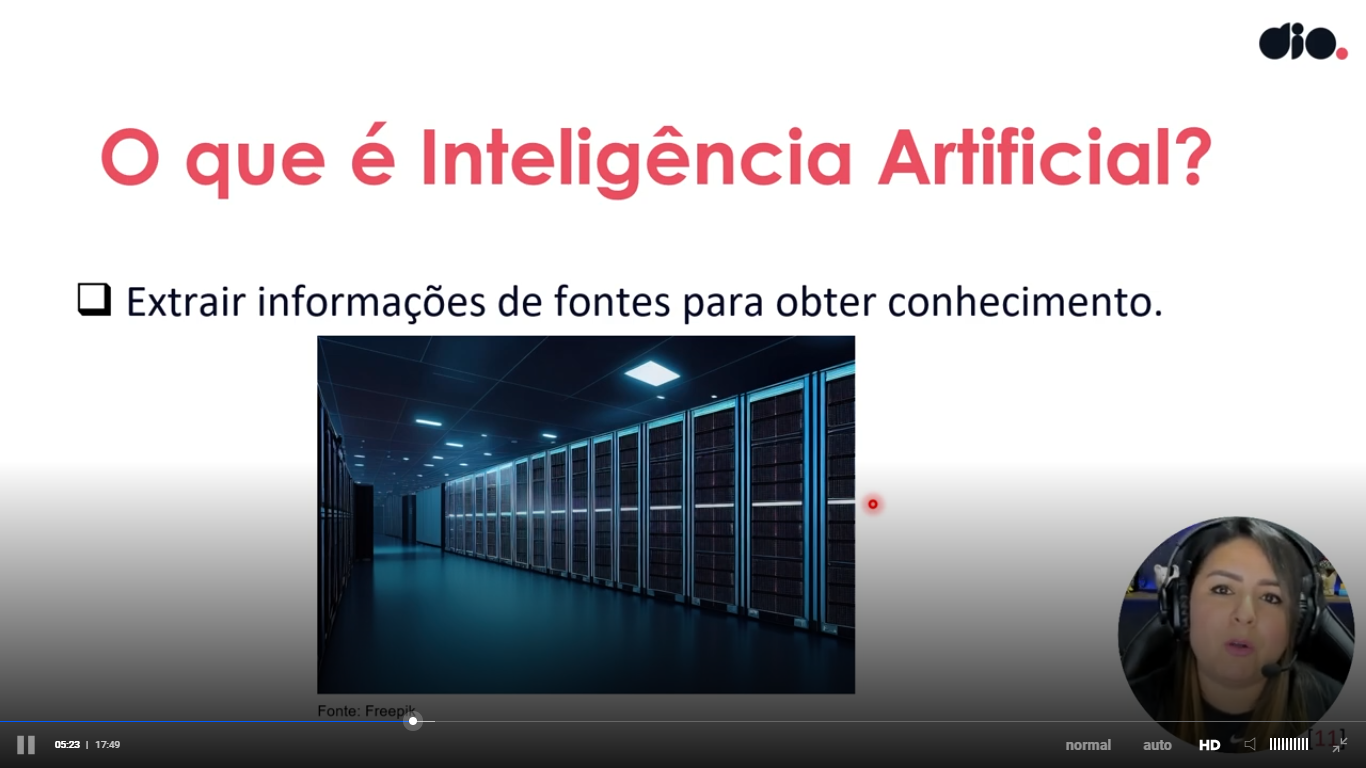 dio.
O que é Inteligência Artificial?
Extrair informações de fontes para obter conhecimento.
Fonte: Freepik
05:23 | 17:49
normal
auto
HD
[11]